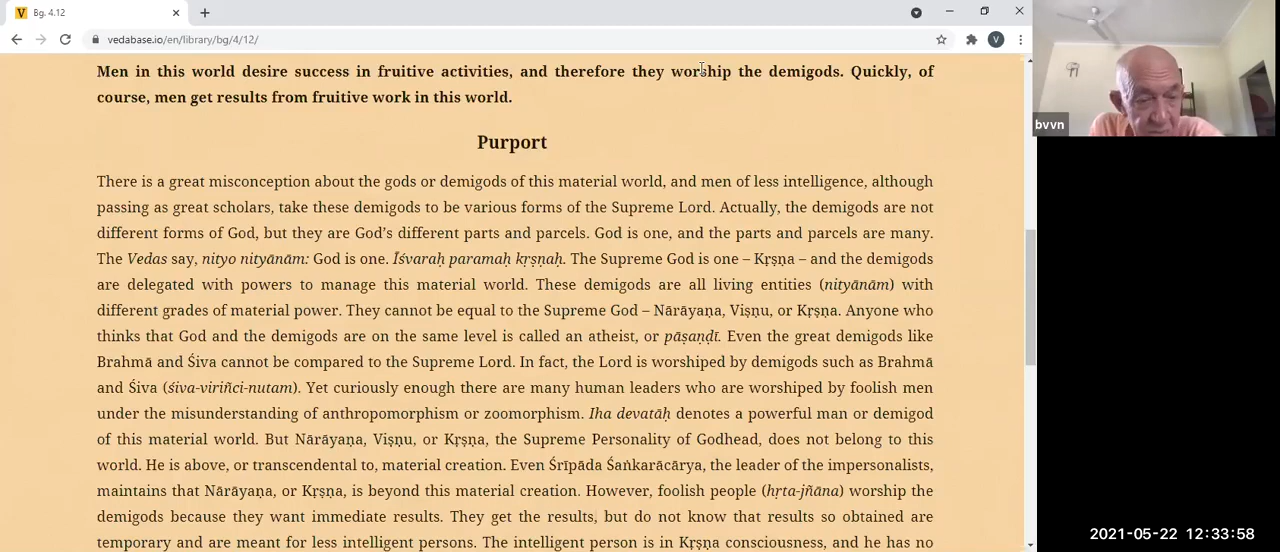 Bg. 4.12
vedabase.io/en/library/bg/4/12/
V
Men in this world desire success in fruitive activities, and therefore they worship the demigods. Quickly, of
course, men get results from fruitive work in this world.
Purport
There is a great misconception about the gods or demigods of this material world, and men of less intelligence, although
passing as great scholars, take these demigods to be various forms of the Supreme Lord. Actually, the demigods are not
different forms of God, but they are God’s different parts and parcels. God is one, and the parts and parcels are many.
The Vedas say, nityo nityānām: God is one. Īśvaraḥ paramaḥ kṛṣṇaḥ. The Supreme God is one – Kṛṣṇa – and the demigods
are delegated with powers to manage this material world. These demigods are all living entities (nityānām) with
different grades of material power. They cannot be equal to the Supreme God – Nārāyaṇa, Viṣṇu, or Kṛṣṇa. Anyone who
thinks that God and the demigods are on the same level is called an atheist, or pāṣaṇḍī. Even the great demigods like
Brahmā and Śiva cannot be compared to the Supreme Lord. In fact, the Lord is worshiped by demigods such as Brahmā
and Śiva (śiva-viriñci-nutam). Yet curiously enough there are many human leaders who are worshiped by foolish men
under the misunderstanding of anthropomorphism or zoomorphism. Iha devatāḥ denotes a powerful man or demigod
of this material world. But Nārāyaṇa, Viṣṇu, or Kṛṣṇa, the Supreme Personality of Godhead, does not belong to this
world. He is above, or transcendental to, material creation. Even Śrīpāda Śaṅkarācārya, the leader of the impersonalists,
maintains that Nārāyaṇa, or Kṛṣṇa, is beyond this material creation. However, foolish people (hṛta-jñāna) worship the
demigods because they want immediate results. They get the results, but do not know that results so obtained are
temporary and are meant for less intelligent persons. The intelligent person is in Kṛṣṇa consciousness, and he has no
bvvn
2021-05-22 12:33:58